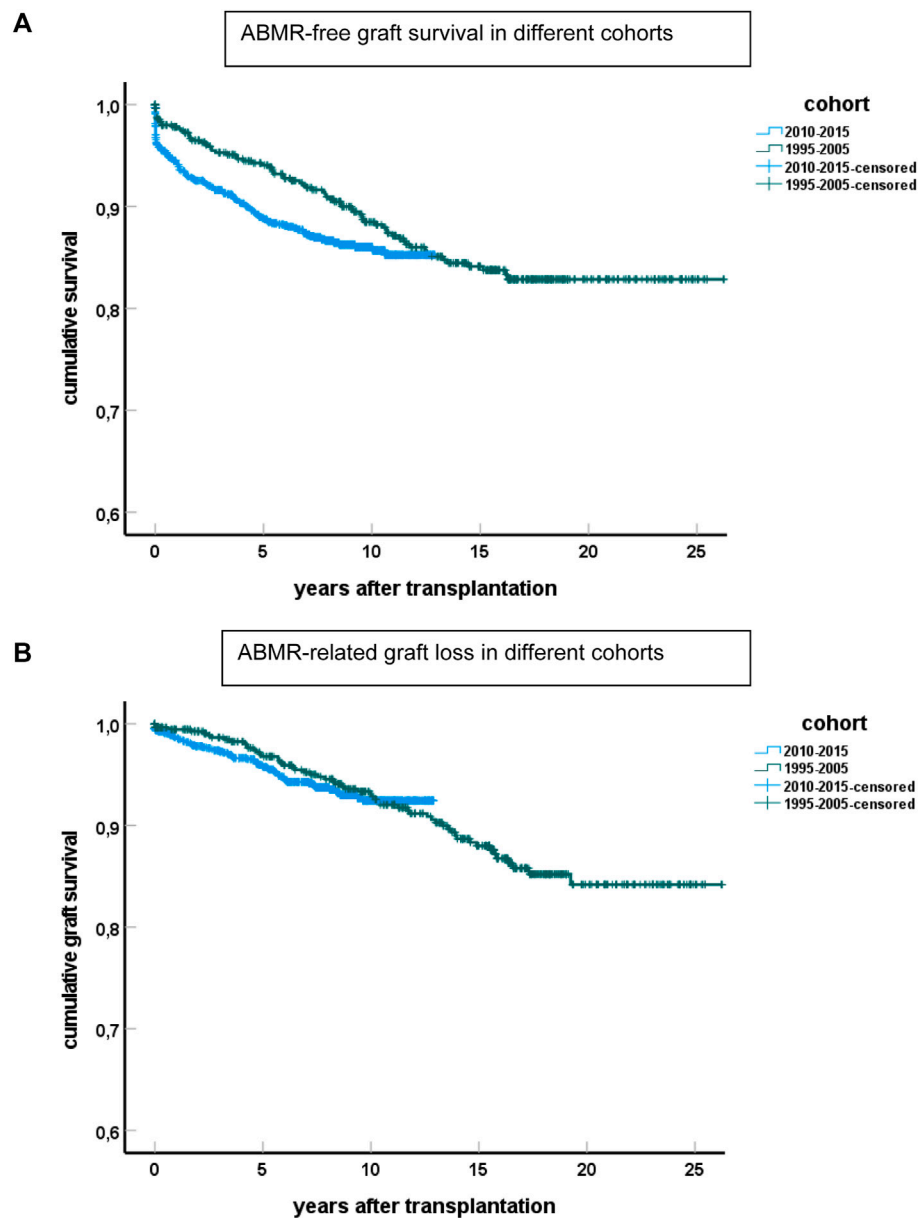 A
ABMR-free graft survival in different cohorts
cohort
2010-2015
1995-2005
2010-2015-censored
1995-2005-censored
cumulative survival
1,0
0,9
0,8
0,7
0,6
0 5 10 15 20 25
years after transplantation
B
ABMR-related graft loss in different cohorts
cohort
2010-2015
1995-2005
2010-2015-censored
1995-2005-censored
cumulative graft survival
1,0
0,9
0,8
0,7
0,6
0 5 10 15 20 25
years after transplantation